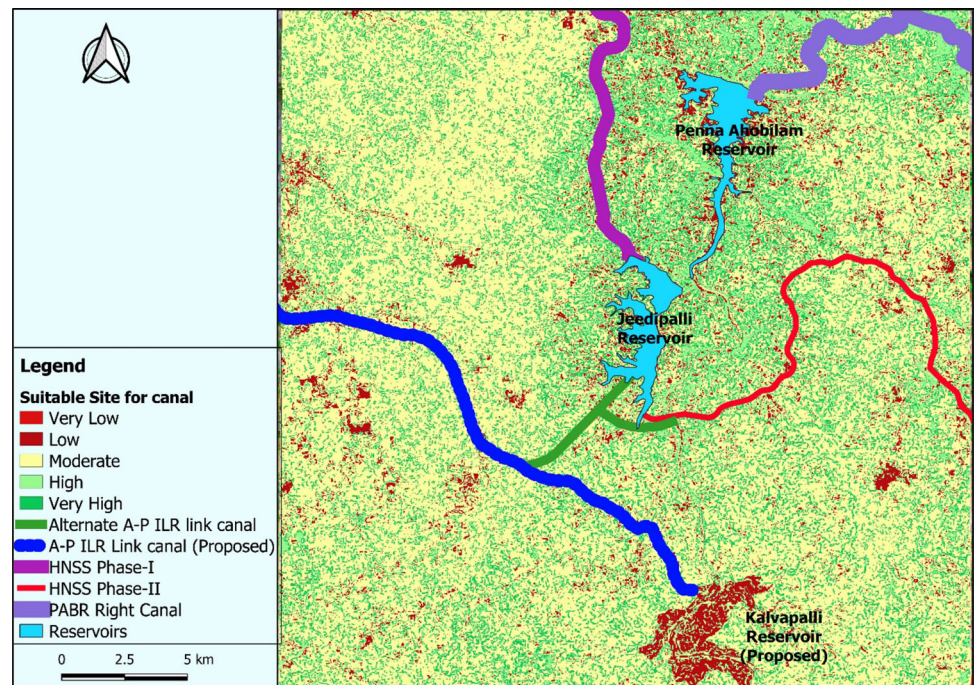 Penna Ahobilam
Reservoir
Jeedipalli
Reservoir
Kalvapalli
Reservoir
(Proposed)
Legend
Suitable Site for canal
Very Low
Low
Moderate
High
Very High
Alternate A-P ILR link canal
A-P ILR Link canal (Proposed)
HNSS Phase-I
HNSS Phase-II
PABR Right Canal
Reservoirs
0 2.5 5 km